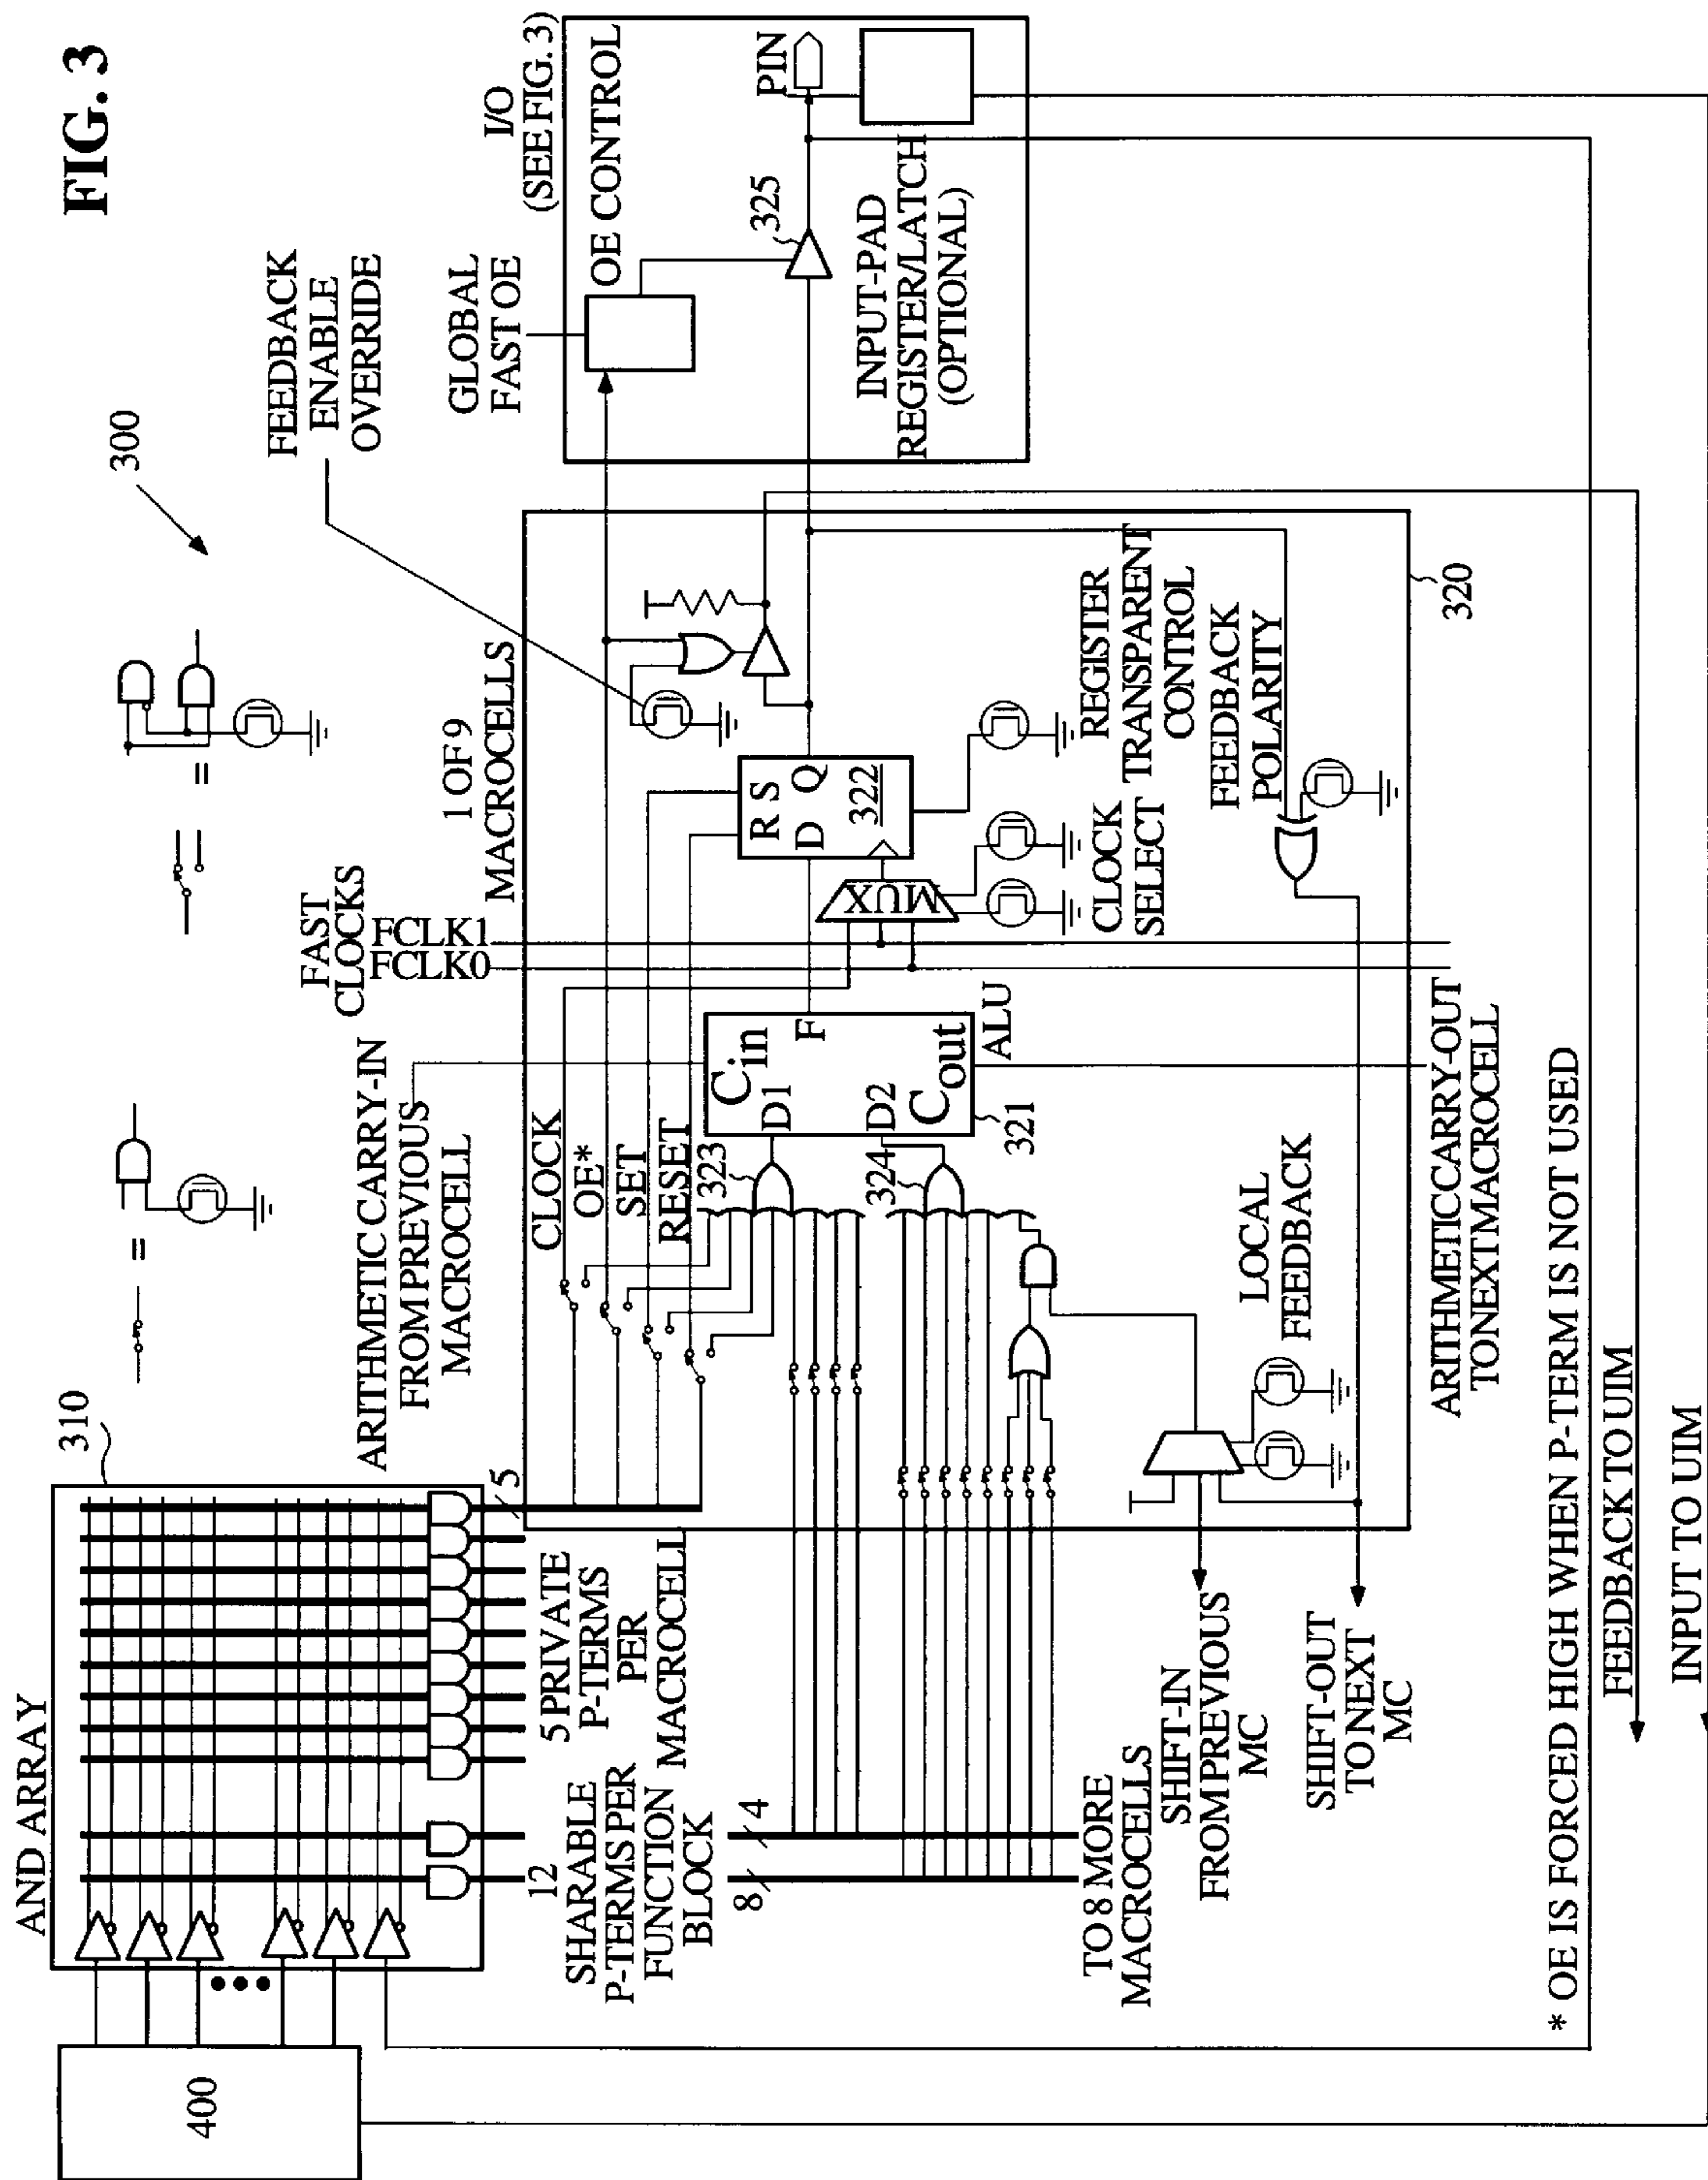 FIG. 3
300
FEEDBACK
ENABLE
OVERRIDE
GLOBAL
FAST OE
I/O
(SEE FIG. 3)
OE CONTROL
PIN
325
INPUT-PAD
REGISTER/LATCH
(OPTIONAL)
AND ARRAY
310
400
=
=
FAST
CLOCKS
FCLK1
FCLK0
1 OF 9
MACROCELLS
ARITHMETIC CARRY-IN
FROM PREVIOUS
MACROCELL
CLOCK
OE*
SET
RESET
5
5 PRIVATE
P-TERMS
PER
MACROCELL
12
SHARABLE
P-TERMS PER
FUNCTION
BLOCK
4
8
TO 8 MORE
MACROCELLS
323
324
Cin
D1
F
D2
Cout
ALU
321
R S
D Q
322
MUX
CLOCK
SELECT
REGISTER
TRANSPARENT
CONTROL
FEEDBACK
POLARITY
320
LOCAL
FEEDBACK
SHIFT-IN
FROM PREVIOUS
MC
SHIFT-OUT
TO NEXT
MC
ARITHMETIC CARRY-OUT
TO NEXT MACROCELL
* OE IS FORCED HIGH WHEN P-TERM IS NOT USED
FEEDBACK TO UIM
INPUT TO UIM